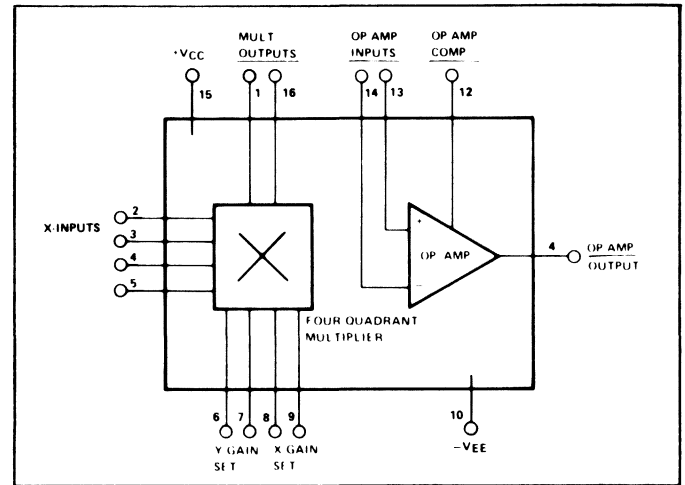 MULT
OUTPUTS
OP AMP
INPUTS
OP AMP
COMP
+VCC
15
1
16
14
13
12
X-INPUTS
2
3
4
5
+
OP AMP
−
4
OP AMP
OUTPUT
FOUR QUADRANT
MULTIPLIER
6
7
8
9
10
Y GAIN
SET
X GAIN
SET
−VEE